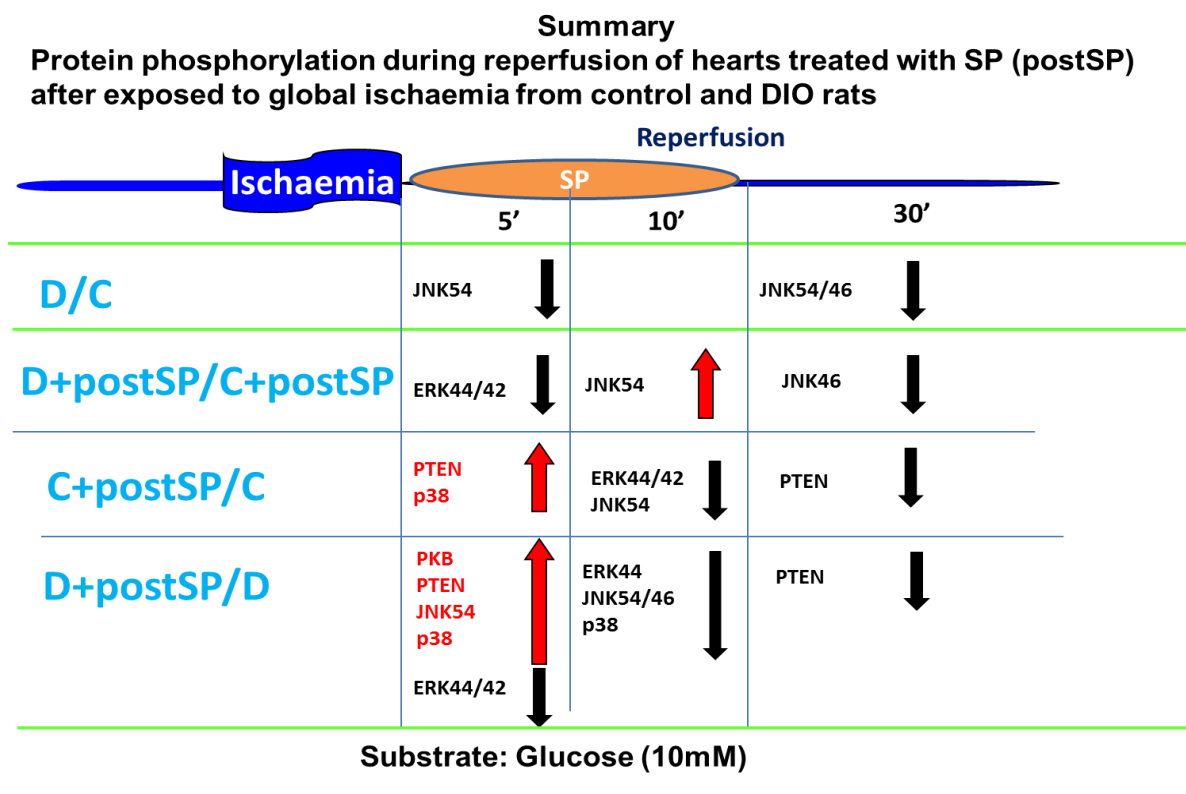 Summary
Protein phosphorylation during reperfusion of hearts treated with SP (postSP)
after exposed to global ischaemia from control and DIO rats
Reperfusion
Ischaemia
SP
5’
10’
30’
D/C
JNK54
JNK54/46
D+postSP/C+postSP
ERK44/42
JNK54
JNK46
C+postSP/C
PTEN
p38
ERK44/42
JNK54
PTEN
D+postSP/D
PKB
PTEN
JNK54
p38
ERK44/42
ERK44
JNK54/46
p38
PTEN
Substrate: Glucose (10mM)